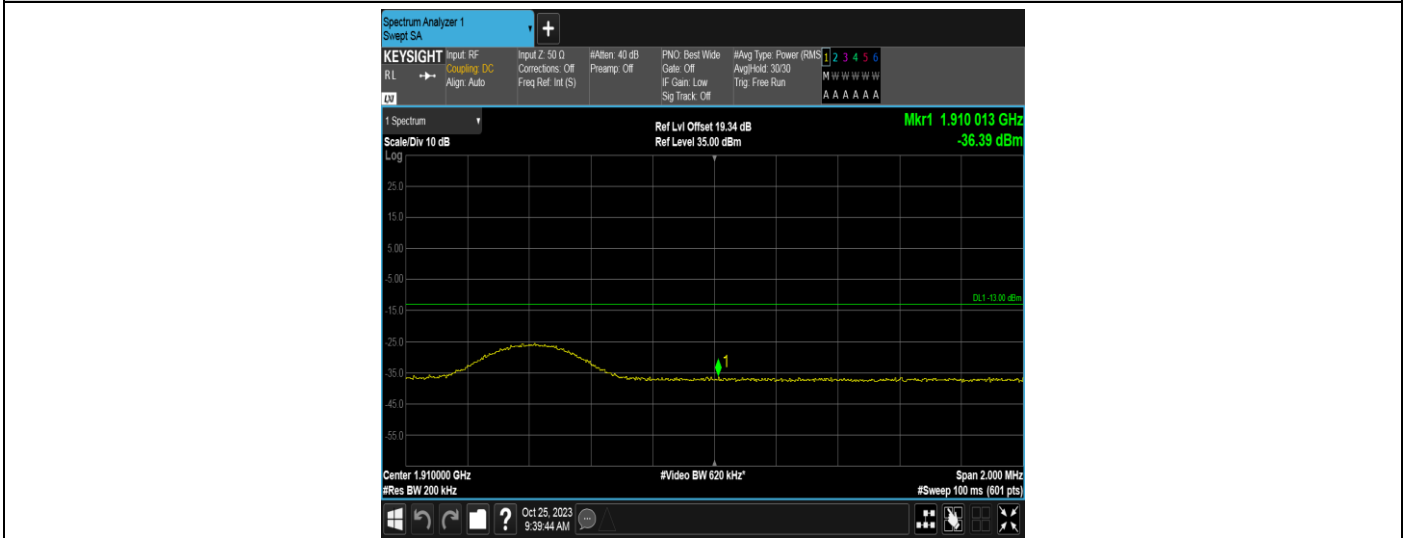 Spectrum Analyzer 1
Swept SA
+
KEYSIGHT
RL
LXI
Input: RF
Coupling: DC
Align: Auto
Input Z: 50 Ω
Corrections: Off
Freq Ref: Int (S)
#Atten: 40 dB
Preamp: Off
PNO: Best Wide
Gate: Off
IF Gain: Low
Sig Track: Off
#Avg Type: Power (RMS
Avg|Hold: 30/30
Trig: Free Run
1 2 3 4 5 6
M W W W W W
A A A A A A
1 Spectrum
Scale/Div 10 dB
Log
Ref Lvl Offset 19.34 dB
Ref Level 35.00 dBm
Mkr1 1.910 013 GHz
-36.39 dBm
25.0
15.0
5.00
-5.00
DL1 -13.00 dBm
-15.0
-25.0
1
-35.0
-45.0
-55.0
Center 1.910000 GHz
#Res BW 200 kHz
#Video BW 620 kHz*
Span 2.000 MHz
#Sweep 100 ms (601 pts)
?
Oct 25, 2023
9:39:44 AM